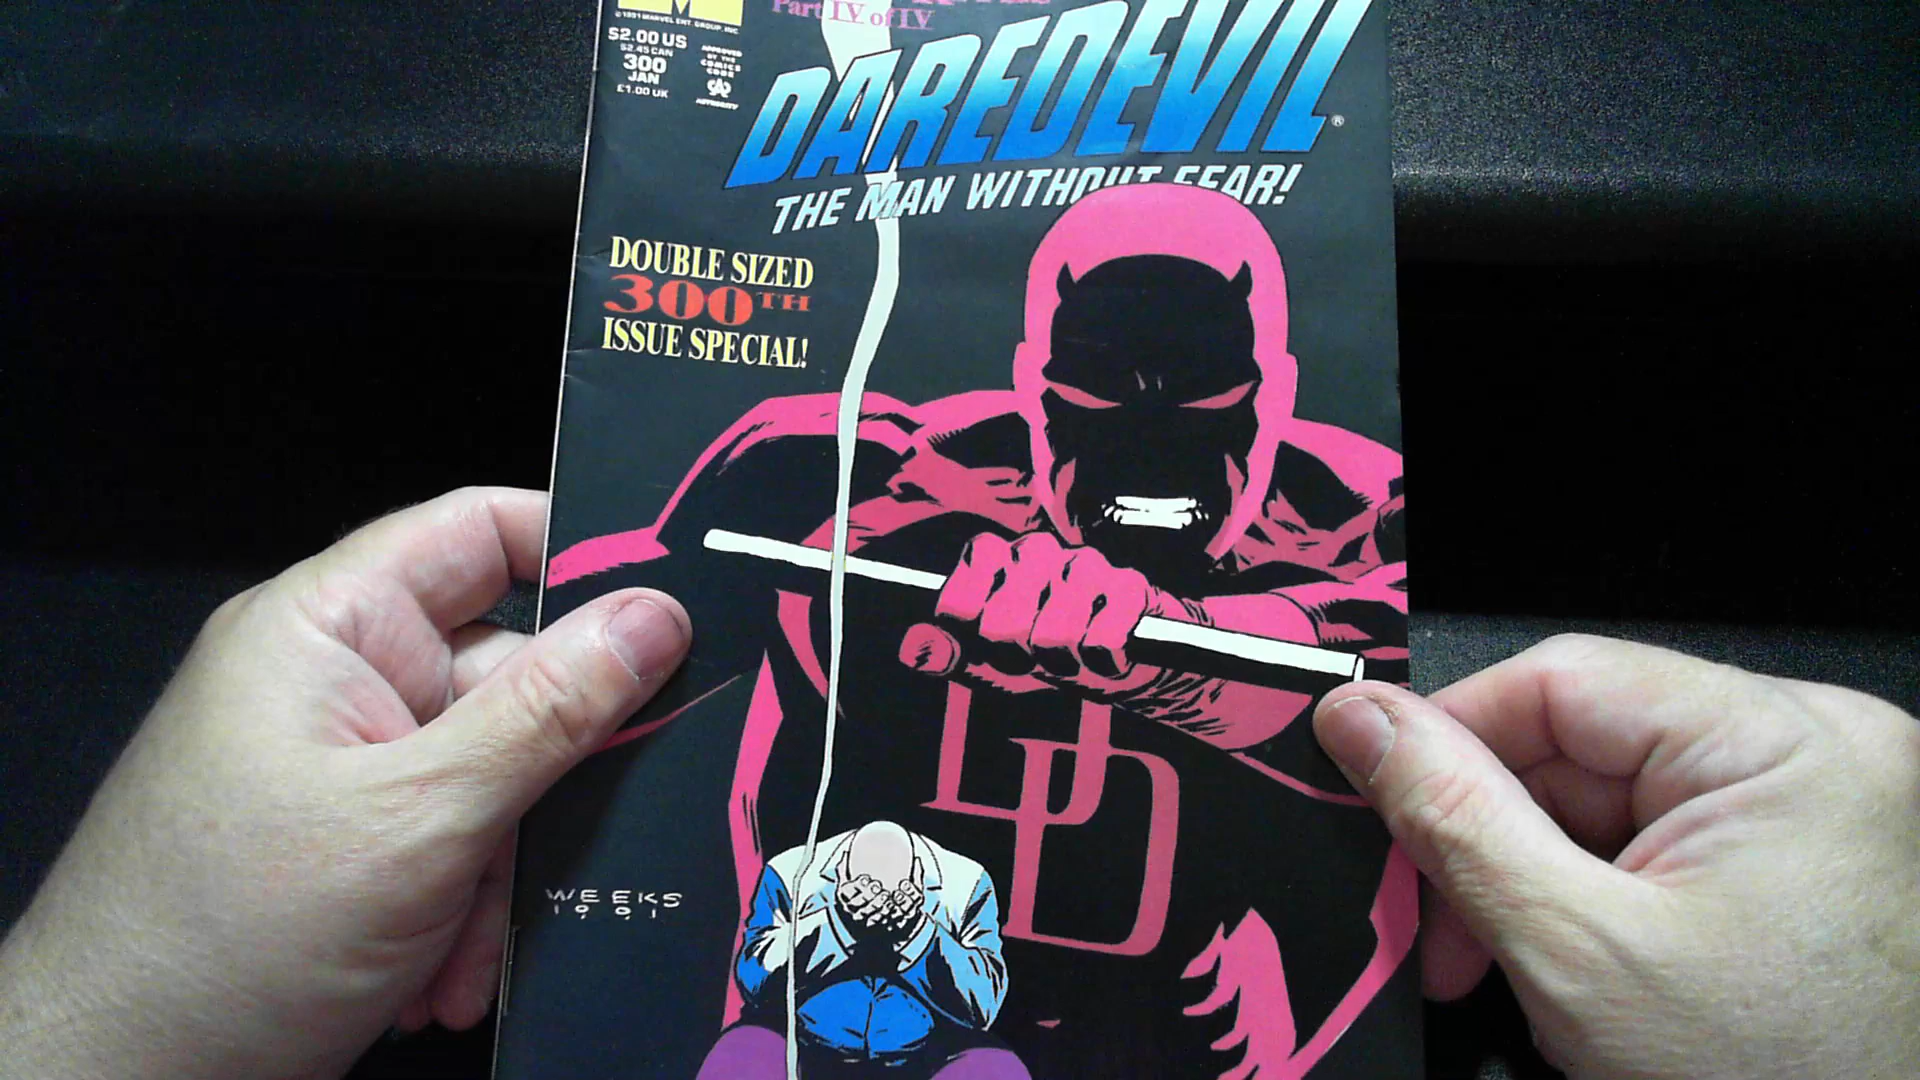 ©1991 MARVEL ENT. GROUP, INC.
$2.00 US
$2.45 CAN
300
JAN
£1.00 UK
APPROVED
BY THE
COMICS
CODE
CA
AUTHORITY
Part IV of IV
DAREDEVIL®
THE MAN WITHOUT FEAR!
DOUBLE SIZED
300TH
ISSUE SPECIAL!
DD
WEEKS
1991